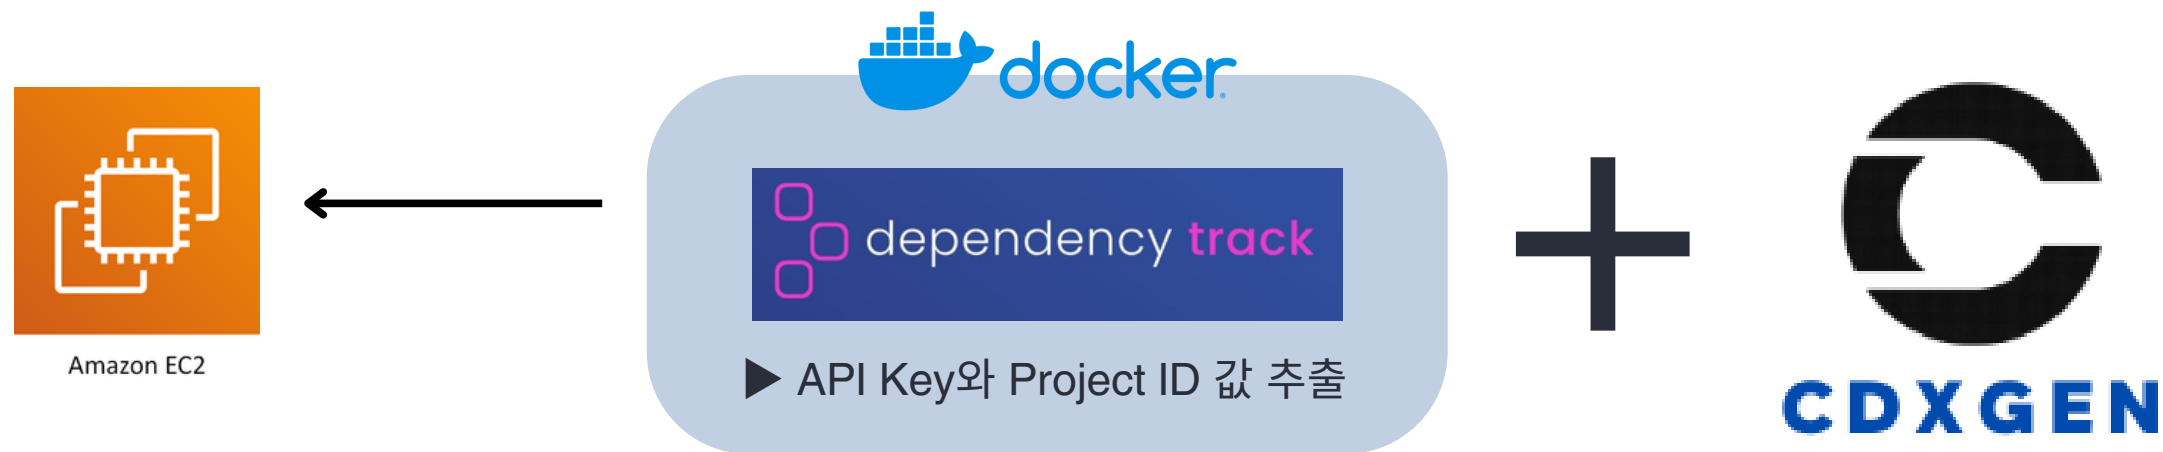 docker
dependency track
▶ API Key와 Project ID 값 추출
Amazon EC2
CDXGEN